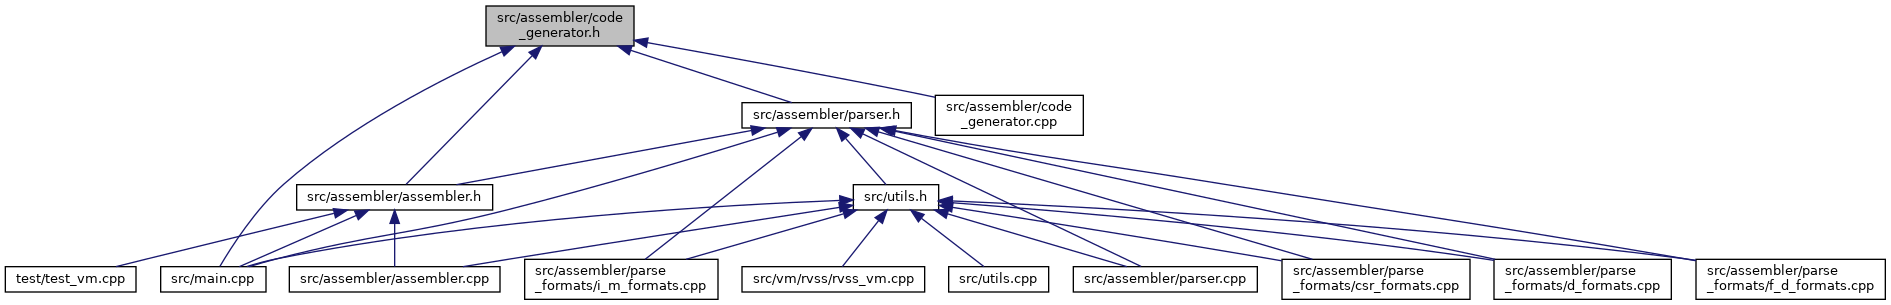 src/assembler/code
_generator.h
src/assembler/parser.h
src/assembler/code
_generator.cpp
src/assembler/assembler.h
src/utils.h
test/test_vm.cpp
src/main.cpp
src/assembler/assembler.cpp
src/assembler/parse
_formats/i_m_formats.cpp
src/vm/rvss/rvss_vm.cpp
src/utils.cpp
src/assembler/parser.cpp
src/assembler/parse
_formats/csr_formats.cpp
src/assembler/parse
_formats/d_formats.cpp
src/assembler/parse
_formats/f_d_formats.cpp